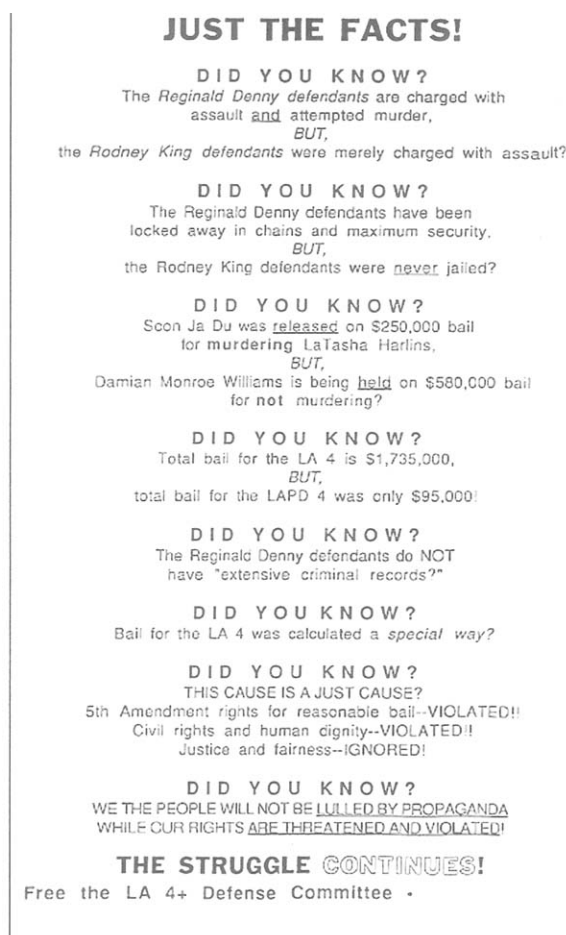 JUST THE FACTS!
DID YOU KNOW?
The Reginald Denny defendants are charged with
assault and attempted murder,
BUT,
the Rodney King defendants were merely charged with assault?
DID YOU KNOW?
The Reginald Denny defendants have been
locked away in chains and maximum security,
BUT,
the Rodney King defendants were never jailed?
DID YOU KNOW?
Soon Ja Du was released on $250,000 bail
for murdering LaTasha Harlins,
BUT,
Damian Monroe Williams is being held on $580,000 bail
for not murdering?
DID YOU KNOW?
Total bail for the LA 4 is $1,735,000,
BUT,
total bail for the LAPD 4 was only $95,000!
DID YOU KNOW?
The Reginald Denny defendants do NOT
have "extensive criminal records?"
DID YOU KNOW?
Bail for the LA 4 was calculated a special way?
DID YOU KNOW?
THIS CAUSE IS A JUST CAUSE?
5th Amendment rights for reasonable bail--VIOLATED!!
Civil rights and human dignity--VIOLATED!!
Justice and fairness--IGNORED!
DID YOU KNOW?
WE THE PEOPLE WILL NOT BE LULLED BY PROPAGANDA
WHILE OUR RIGHTS ARE THREATENED AND VIOLATED!
THE STRUGGLE CONTINUES!
Free the LA 4+ Defense Committee -